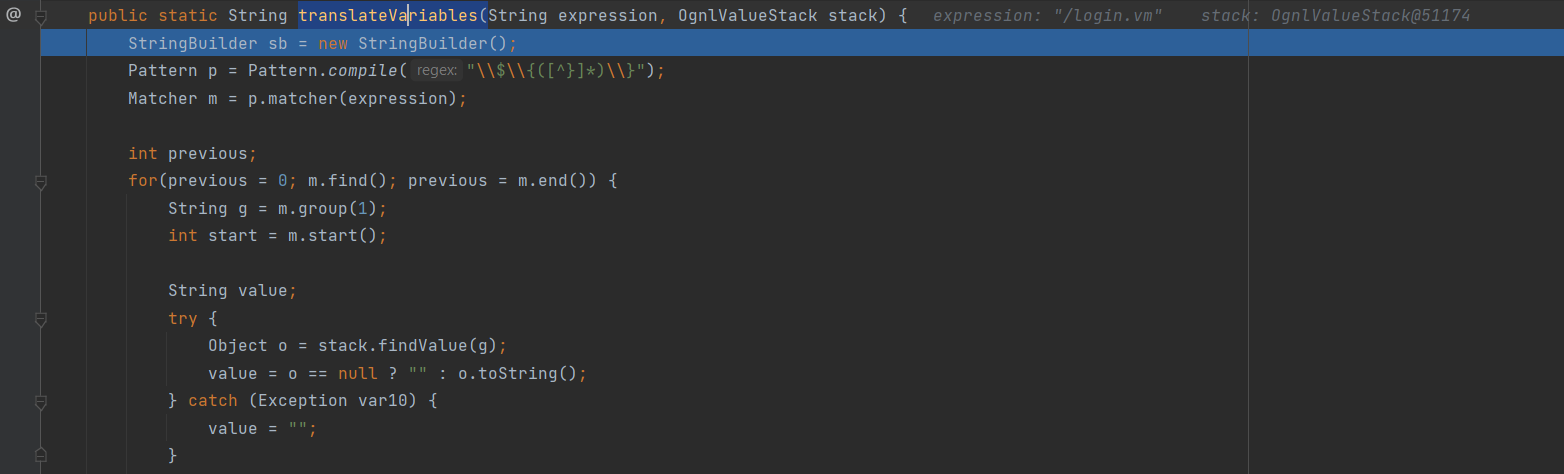 @ public static String translateVariables(String expression, OgnlValueStack stack) { expression: "/login.vm" stack: OgnlValueStack@51174
StringBuilder sb = new StringBuilder();
Pattern p = Pattern.compile( regex: "\\$\\{([^}]*)\\}");
Matcher m = p.matcher(expression);
int previous;
for(previous = 0; m.find(); previous = m.end()) {
String g = m.group(1);
int start = m.start();
String value;
try {
Object o = stack.findValue(g);
value = o == null ? "" : o.toString();
} catch (Exception var10) {
value = "";
}